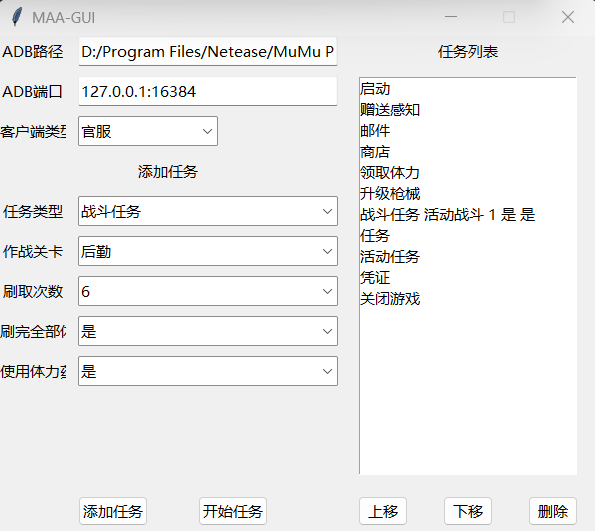 MAA-GUI
ADB路径
D:/Program Files/Netease/MuMu P
ADB端口
127.0.0.1:16384
客户端类型
官服
添加任务
任务类型
战斗任务
作战关卡
后勤
刷取次数
6
刷完全部体
是
使用体力药
是
添加任务
开始任务
任务列表
启动
赠送感知
邮件
商店
领取体力
升级枪械
战斗任务 活动战斗 1 是 是
任务
活动任务
凭证
关闭游戏
上移
下移
删除